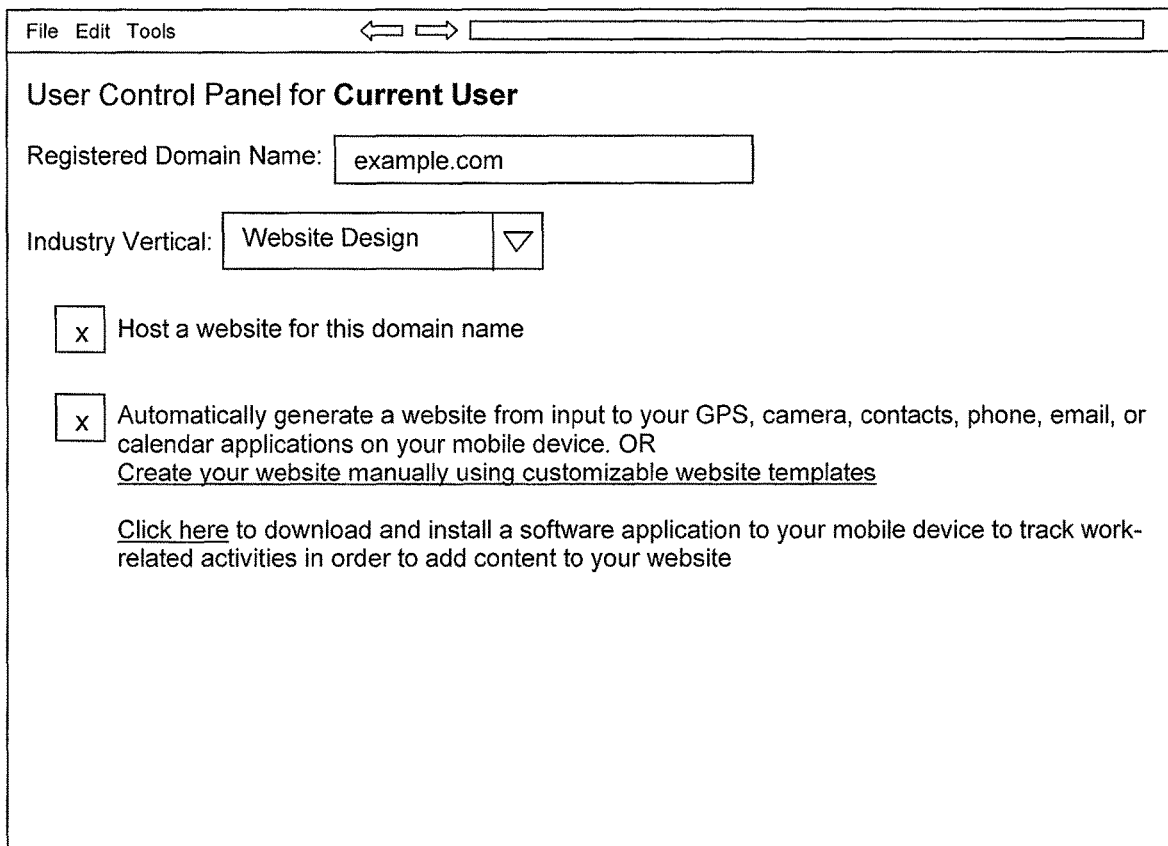 File Edit Tools
User Control Panel for Current User
Registered Domain Name: example.com
Industry Vertical: Website Design
x Host a website for this domain name
x Automatically generate a website from input to your GPS, camera, contacts, phone, email, or
calendar applications on your mobile device. OR
Create your website manually using customizable website templates
Click here to download and install a software application to your mobile device to track work-
related activities in order to add content to your website